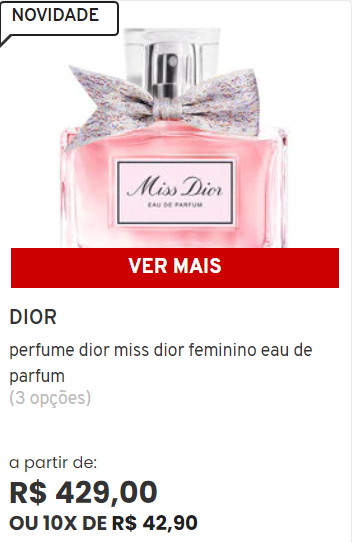 NOVIDADE
Miss Dior
EAU DE PARFUM
VER MAIS
DIOR
perfume dior miss dior feminino eau de
parfum
(3 opções)
a partir de:
R$ 429,00
OU 10X DE R$ 42,90